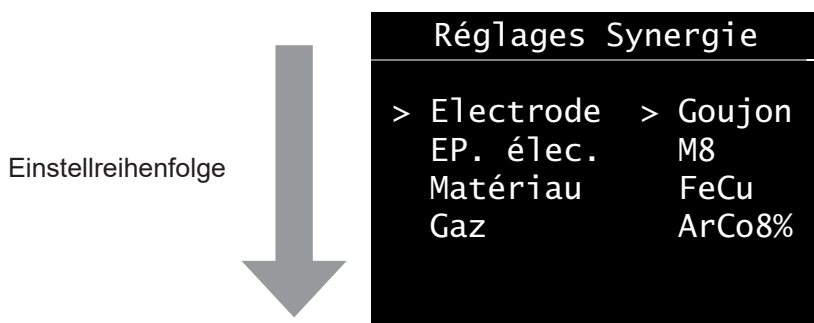 Einstellreihenfolge
Réglages Synergie
> Electrode > Goujon
EP. élec. M8
Matériau FeCu
Gaz ArCo8%